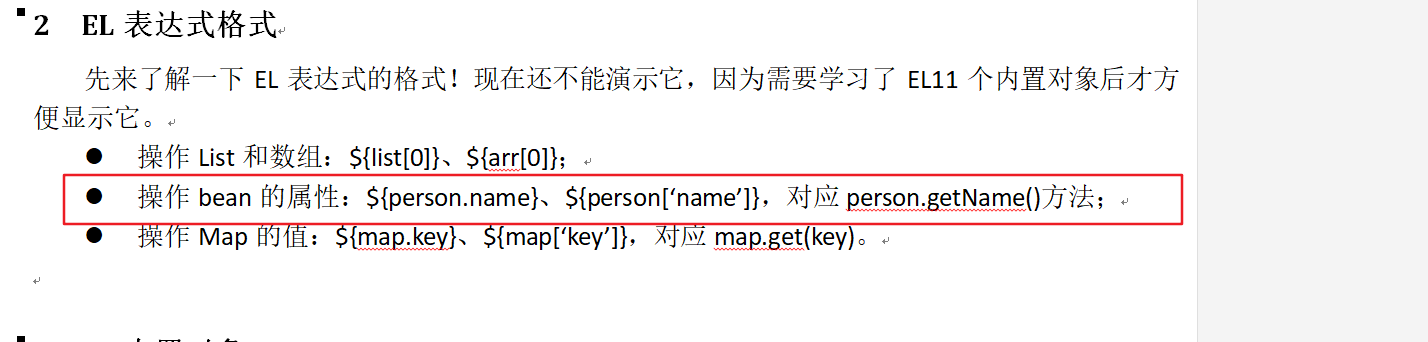 2 EL 表达式格式
先来了解一下 EL 表达式的格式！现在还不能演示它，因为需要学习了 EL11 个内置对象后才方
便显示它。
● 操作 List 和数组：${list[0]}、${arr[0]}；
● 操作 bean 的属性：${person.name}、${person[‘name’]}，对应 person.getName()方法；
● 操作 Map 的值：${map.key}、${map[‘key’]}，对应 map.get(key)。